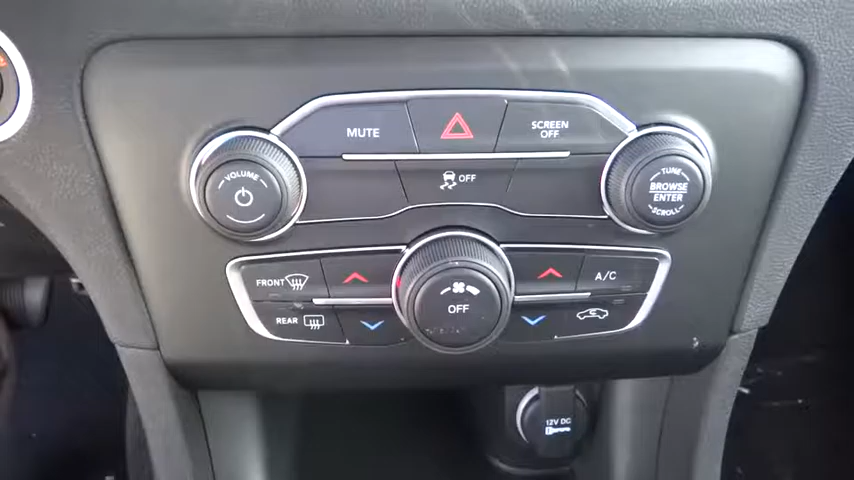 MUTE
SCREEN
OFF
VOLUME
OFF
TUNE
BROWSE
ENTER
SCROLL
FRONT
A/C
OFF
REAR
12V DC